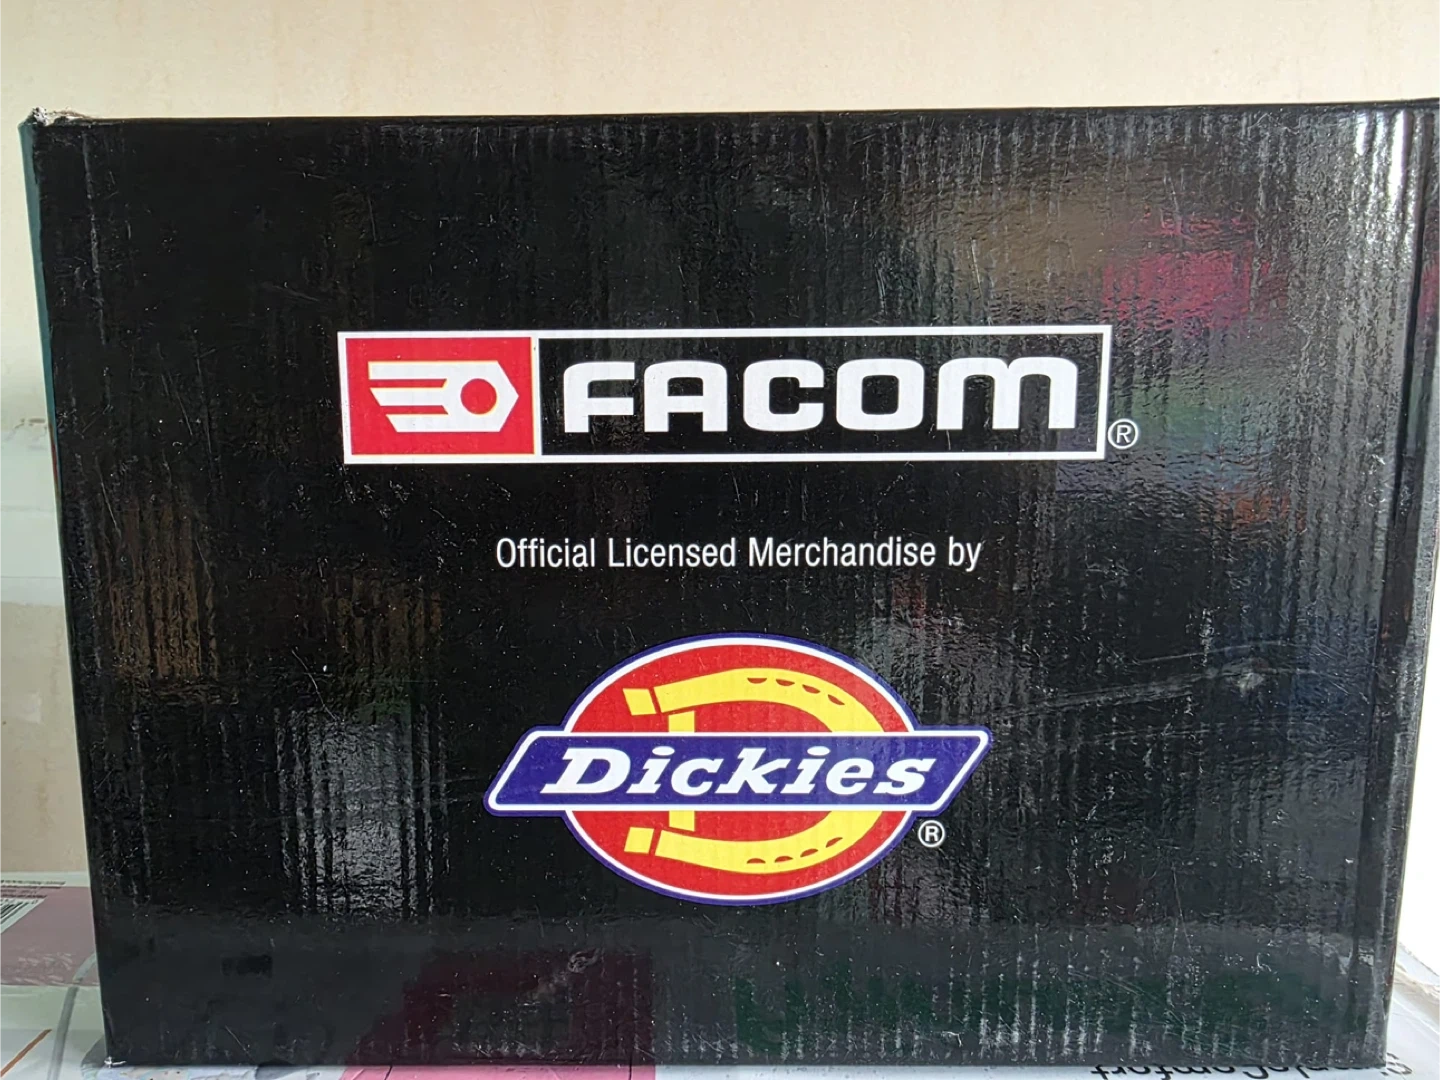 FACOM®
Official Licensed Merchandise by
Dickies®